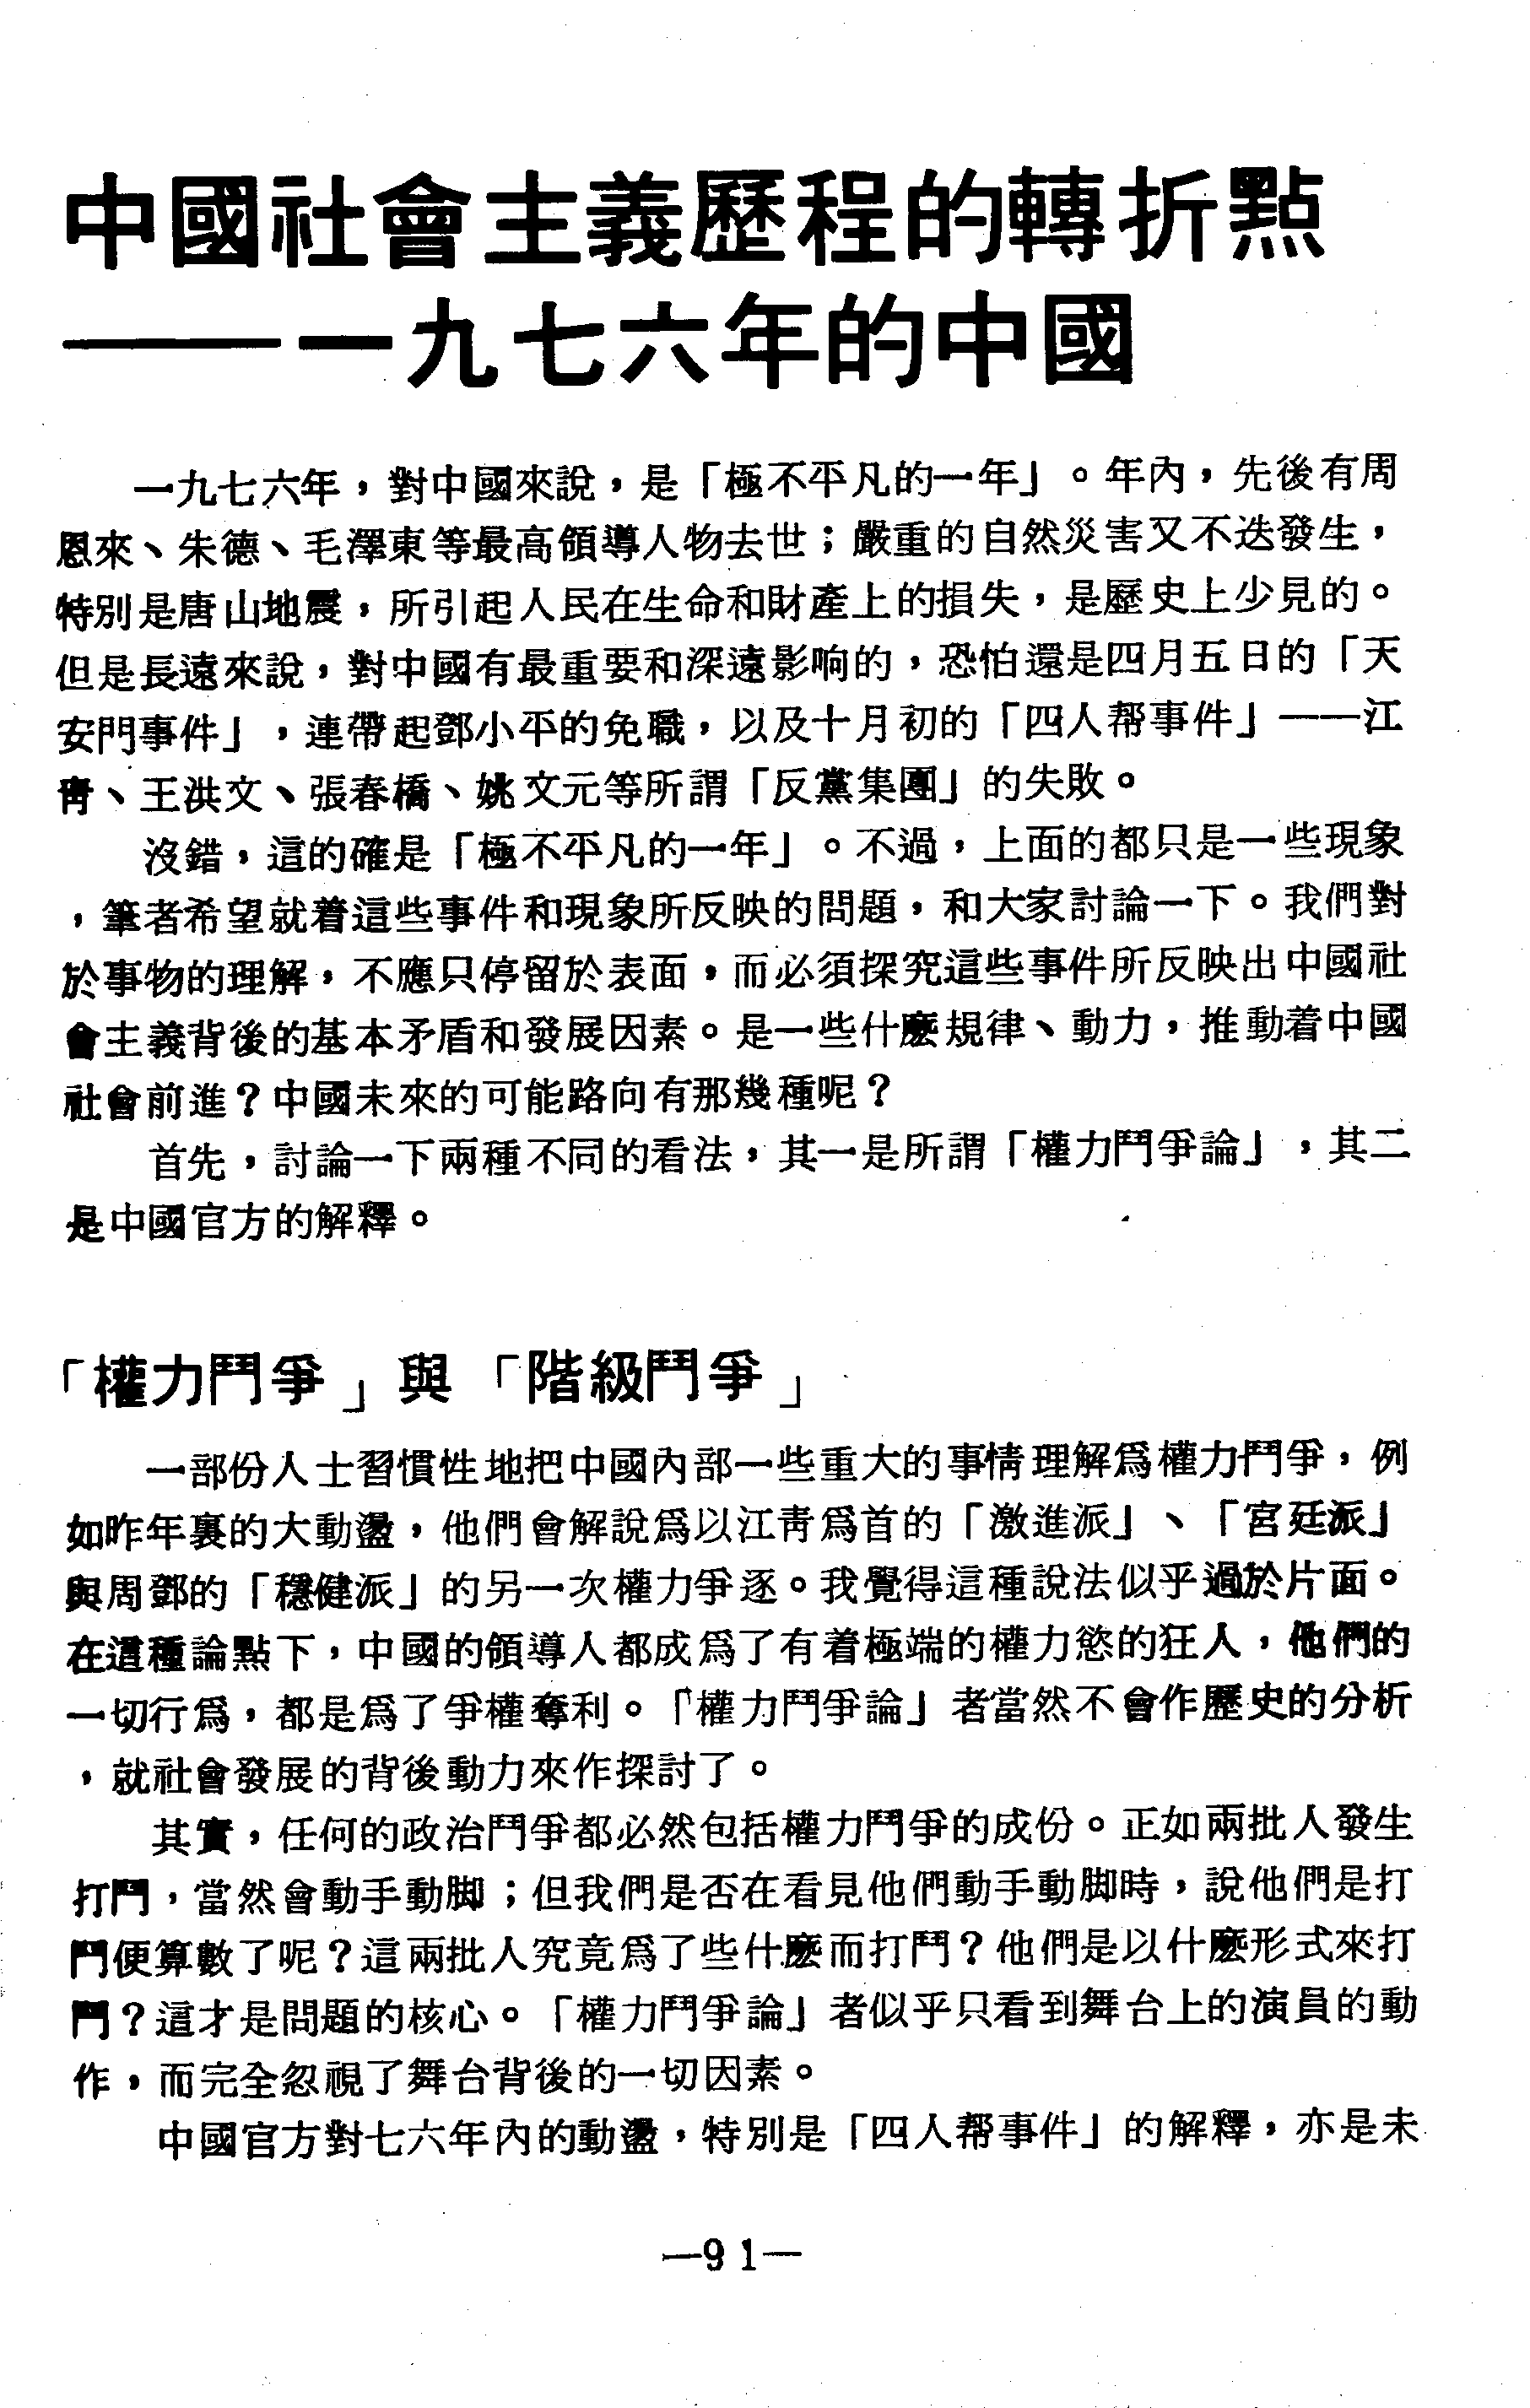 中國社會主義歷程的轉折點
——一九七六年的中國
一九七六年，對中國來說，是「極不平凡的一年」。年內，先後有周
恩來、朱德、毛澤東等最高領導人物去世；嚴重的自然災害又不迭發生，
特別是唐山地震，所引起人民在生命和財產上的損失，是歷史上少見的。
但是長遠來說，對中國有最重要和深遠影响的，恐怕還是四月五日的「天
安門事件」，連帶起鄧小平的免職，以及十月初的「四人帮事件」——江
青、王洪文、張春橋、姚文元等所謂「反黨集團」的失敗。
沒錯，這的確是「極不平凡的一年」。不過，上面的都只是一些現象
，筆者希望就着這些事件和現象所反映的問題，和大家討論一下。我們對
於事物的理解，不應只停留於表面，而必須探究這些事件所反映出中國社
會主義背後的基本矛盾和發展因素。是一些什麽規律、動力，推動着中國
社會前進？中國未來的可能路向有那幾種呢？
首先，討論一下兩種不同的看法，其一是所謂「權力鬥爭論」，其二
是中國官方的解釋。
「權力鬥爭」與「階級鬥爭」
一部份人士習慣性地把中國內部一些重大的事情理解爲權力鬥爭，例
如昨年裏的大動盪，他們會解說爲以江青爲首的「激進派」、「宮廷派」
與周鄧的「穩健派」的另一次權力爭逐。我覺得這種說法似乎過於片面。
在這種論點下，中國的領導人都成爲了有着極端的權力慾的狂人，他們的
一切行爲，都是爲了爭權奪利。「權力鬥爭論」者當然不會作歷史的分析
，就社會發展的背後動力來作探討了。
其實，任何的政治鬥爭都必然包括權力鬥爭的成份。正如兩批人發生
打鬥，當然會動手動脚；但我們是否在看見他們動手動脚時，說他們是打
鬥便算數了呢？這兩批人究竟爲了些什麽而打鬥？他們是以什麽形式來打
鬥？這才是問題的核心。「權力鬥爭論」者似乎只看到舞台上的演員的動
作，而完全忽視了舞台背後的一切因素。
中國官方對七六年內的動盪，特別是「四人帮事件」的解釋，亦是未
—91—